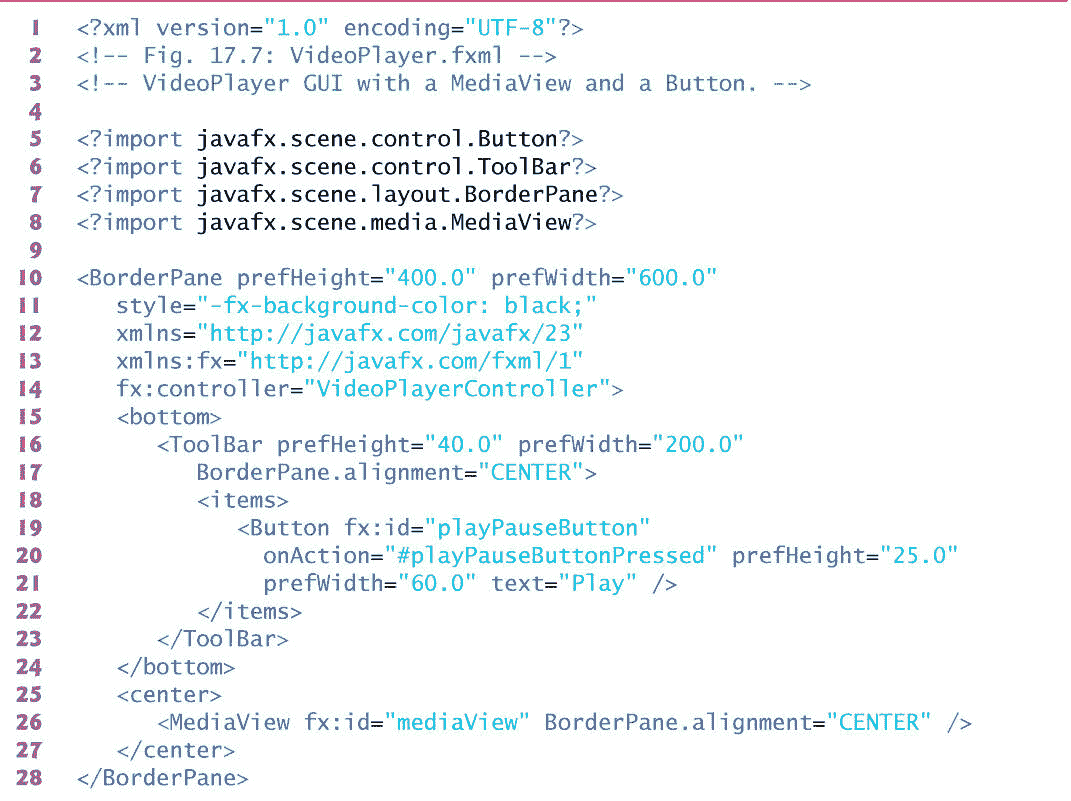 1 <?xml version="1.0" encoding="UTF-8"?>
2 <!-- Fig. 17.7: VideoPlayer.fxml -->
3 <!-- VideoPlayer GUI with a MediaView and a Button. -->
4
5 <?import javafx.scene.control.Button?>
6 <?import javafx.scene.control.ToolBar?>
7 <?import javafx.scene.layout.BorderPane?>
8 <?import javafx.scene.media.MediaView?>
9
10 <BorderPane prefHeight="400.0" prefWidth="600.0"
11    style="-fx-background-color: black;"
12    xmlns="http://javafx.com/javafx/23"
13    xmlns:fx="http://javafx.com/fxml/1"
14    fx:controller="VideoPlayerController">
15    <bottom>
16       <ToolBar prefHeight="40.0" prefWidth="200.0"
17          BorderPane.alignment="CENTER">
18          <items>
19             <Button fx:id="playPauseButton"
20               onAction="#playPauseButtonPressed" prefHeight="25.0"
21               prefWidth="60.0" text="Play" />
22          </items>
23       </ToolBar>
24    </bottom>
25    <center>
26       <MediaView fx:id="mediaView" BorderPane.alignment="CENTER" />
27    </center>
28 </BorderPane>